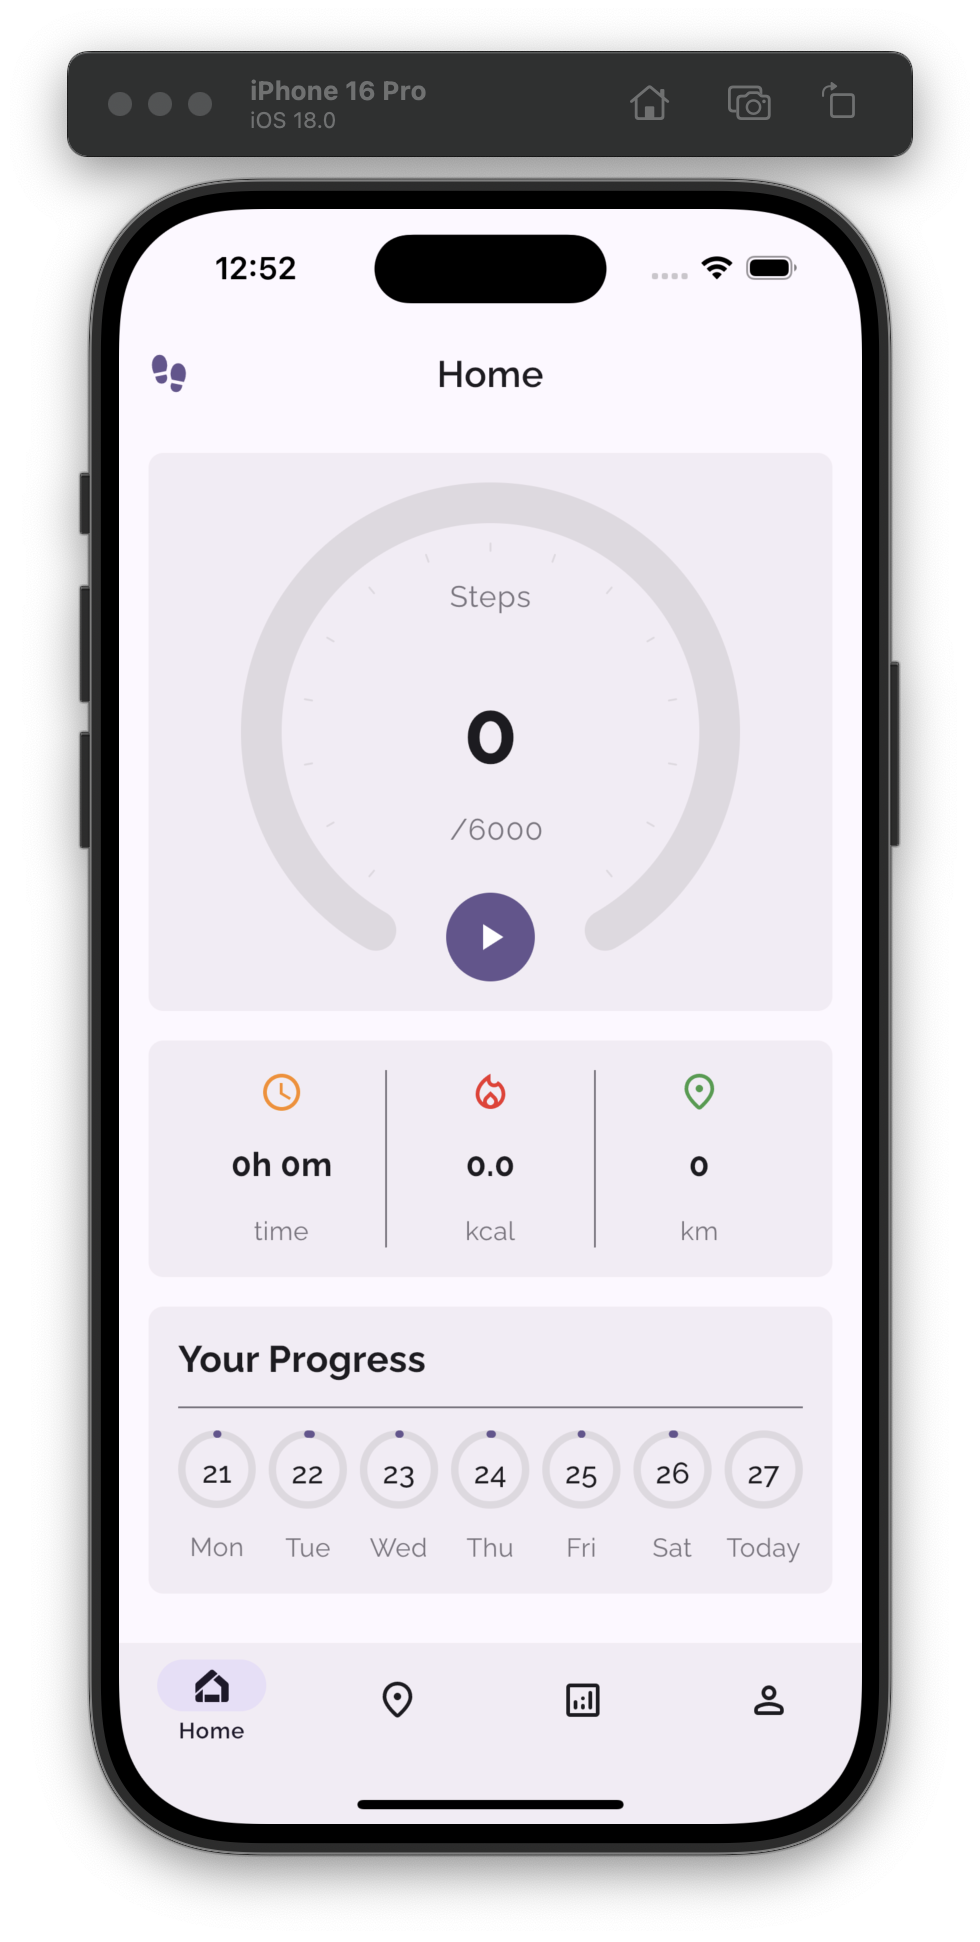 iPhone 16 Pro
iOS 18.0
12:52
Home
Steps
0
/6000
0h 0m 0.0 0
time kcal km
Your Progress
21 22 23 24 25 26 27
Mon Tue Wed Thu Fri Sat Today
Home